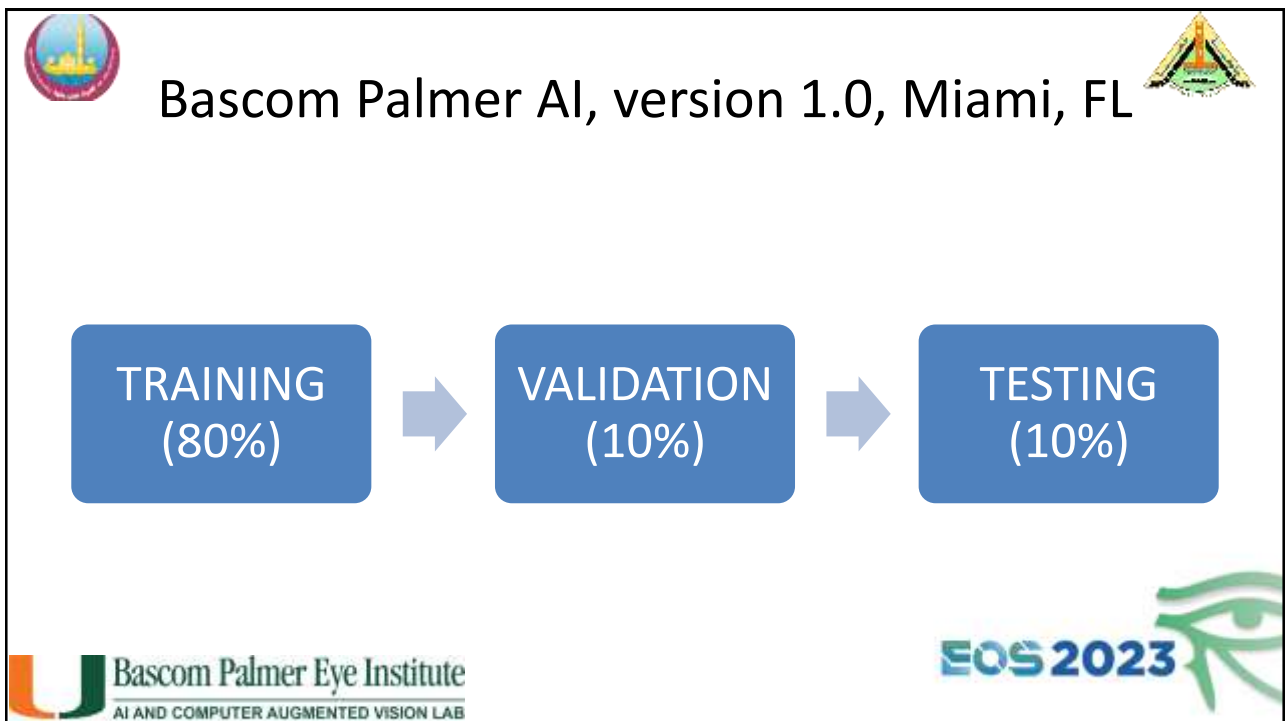 Bascom Palmer AI, version 1.0, Miami, FL
TRAINING
(80%)
VALIDATION
(10%)
TESTING
(10%)
Bascom Palmer Eye Institute
AI AND COMPUTER AUGMENTED VISION LAB
EOS 2023